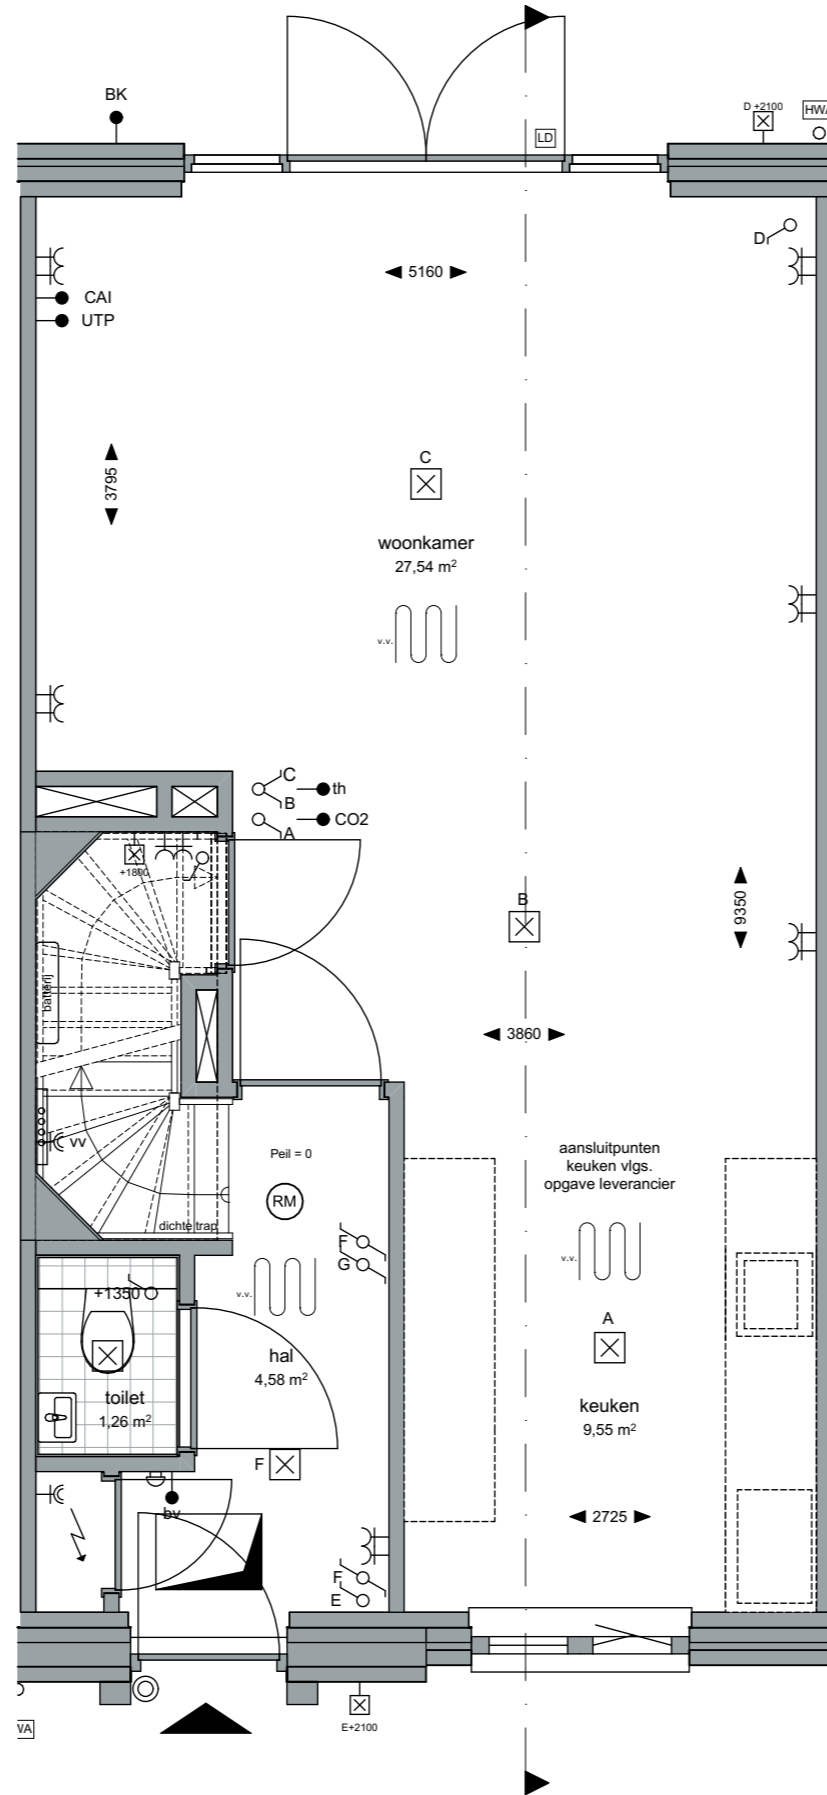 BK
D +2100
HWA
LD
D
5160
CAI
UTP
3795
C
woonkamer
27,54 m²
v.v.
C
th
B
CO2
A
+1800
B
9350
batterij
3860
vv
Peil = 0
aansluitpunten
keuken vlgs.
opgave leverancier
RM
dichte trap
F
G
v.v.
v.v.
+1350
A
hal
4,58 m²
toilet
1,26 m²
keuken
9,55 m²
F
bv
2725
F
E
WA
E+2100